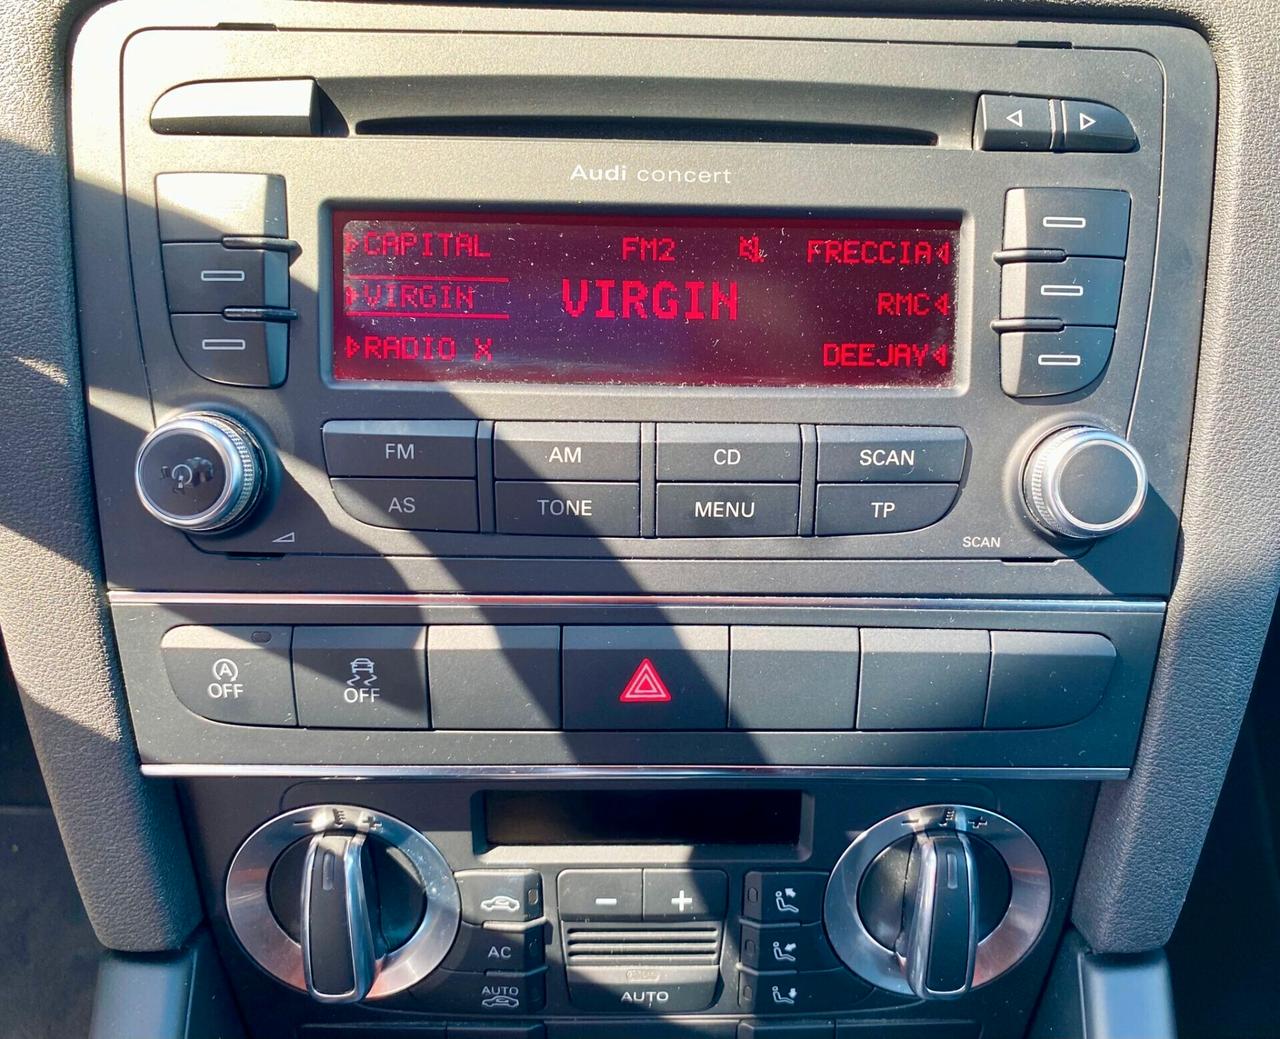 Audi concert
CAPITAL FM2 FRECCIA
VIRGIN VIRGIN RMC
RADIO X DEEJAY
FM AM CD SCAN
AS TONE MENU TP
SCAN
A
OFF
OFF
- +
AC
AUTO
AUTO